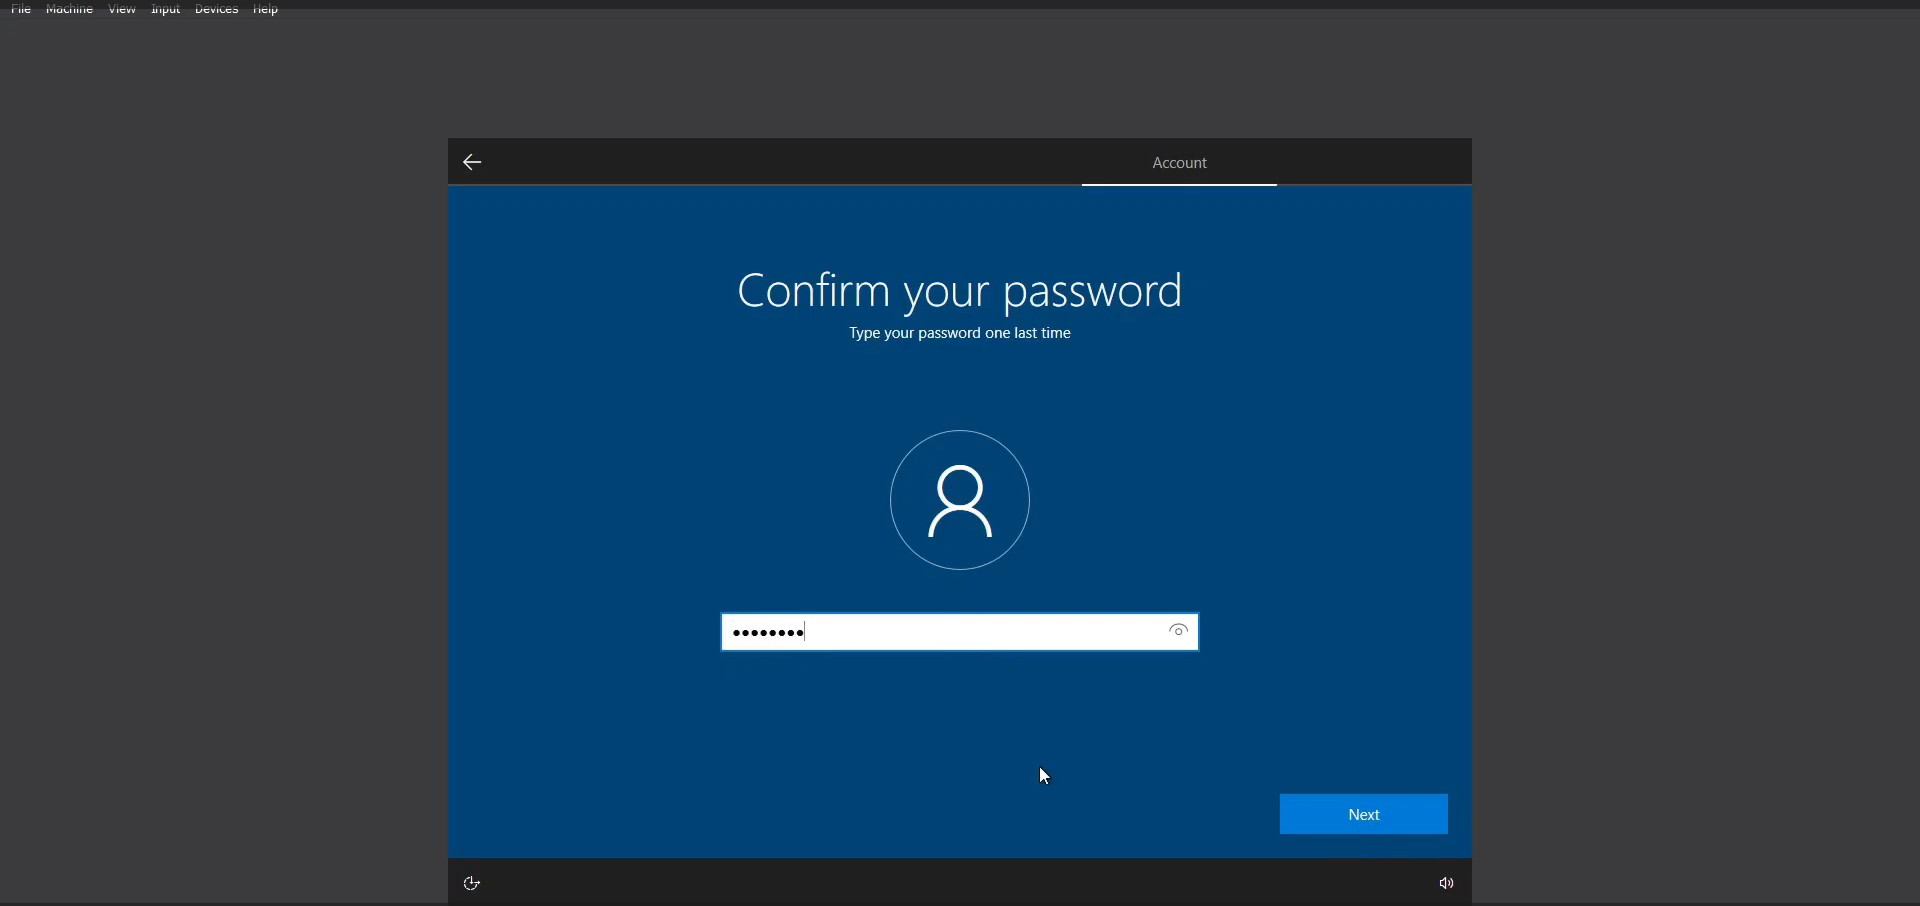 File Machine View Input Devices Help
Account
Confirm your password
Type your password one last time
••••••••
Next